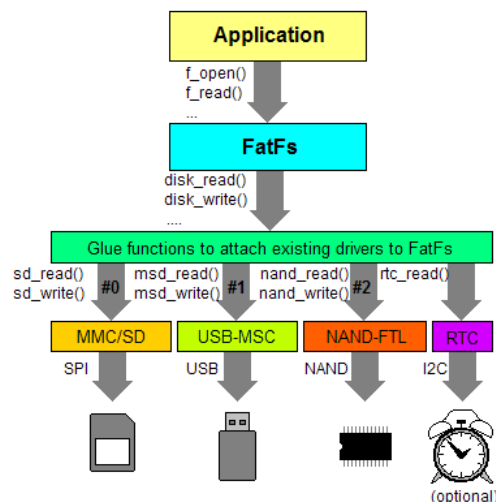 Application
f_open()
f_read()
...
FatFs
disk_read()
disk_write()
....
Glue functions to attach existing drivers to FatFs
sd_read() msd_read() nand_read() rtc_read()
#0 #1 #2
sd_write() msd_write() nand_write()
MMC/SD USB-MSC NAND-FTL RTC
SPI USB NAND I2C
(optional)